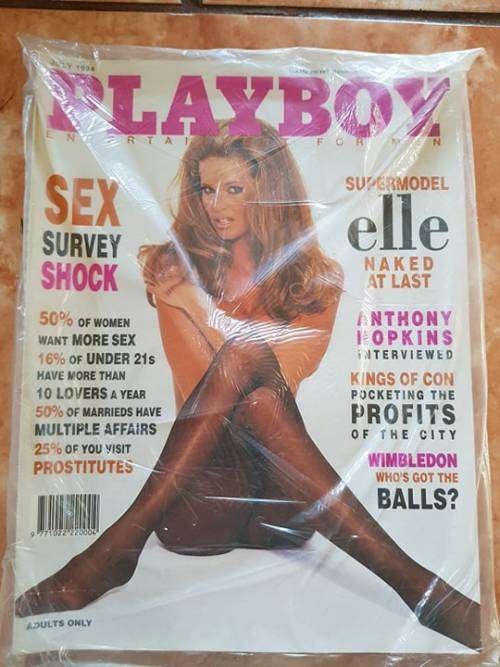 JULY 1994
PLAYBOY
ENTERTAINMENT FOR MEN
SEX
SURVEY
SHOCK
50% OF WOMEN
WANT MORE SEX
16% OF UNDER 21s
HAVE MORE THAN
10 LOVERS A YEAR
50% OF MARRIEDS HAVE
MULTIPLE AFFAIRS
25% OF YOU VISIT
PROSTITUTES
9 771022 220004
ADULTS ONLY
SUPERMODEL
elle
NAKED
AT LAST
ANTHONY
HOPKINS
INTERVIEWED
KINGS OF CON
POCKETING THE
PROFITS
OF THE CITY
WIMBLEDON
WHO'S GOT THE
BALLS?